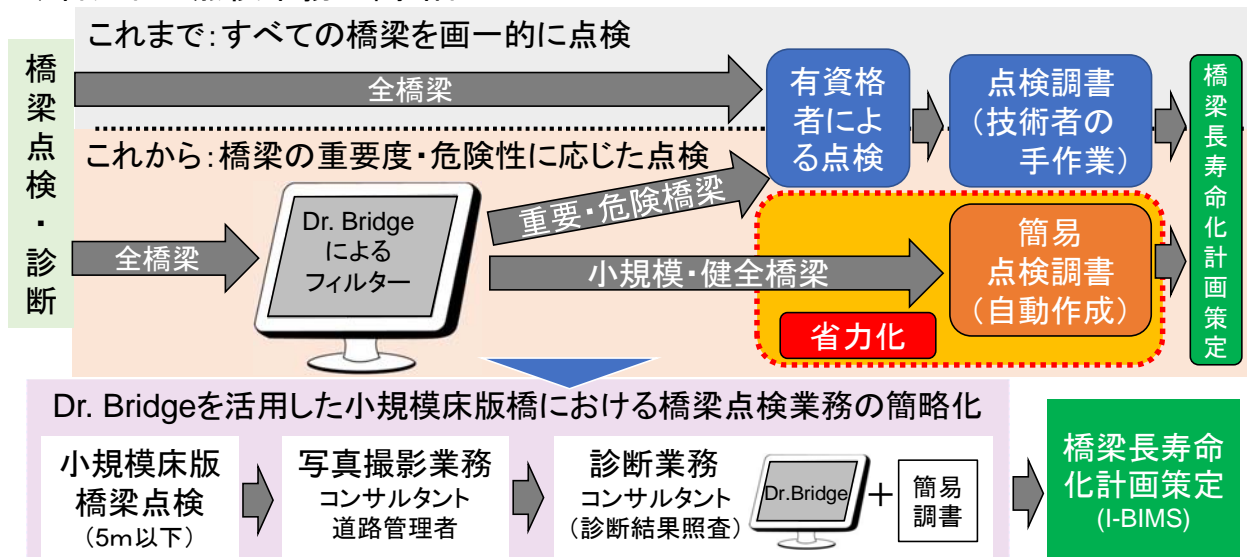 これまで：すべての橋梁を画一的に点検
橋梁点検・診断
全橋梁
有資格
者によ
る点検
点検調書
（技術者の
手作業）
橋梁長寿命化計画策定
これから：橋梁の重要度・危険性に応じた点検
全橋梁
Dr. Bridge
による
フィルター
重要・危険橋梁
小規模・健全橋梁
簡易
点検調書
（自動作成）
省力化
Dr. Bridgeを活用した小規模床版橋における橋梁点検業務の簡略化
小規模床版
橋梁点検
（5m以下）
写真撮影業務
コンサルタント
道路管理者
診断業務
コンサルタント
（診断結果照査）
Dr.Bridge
+
簡易
調書
橋梁長寿命
化計画策定
(I-BIMS)